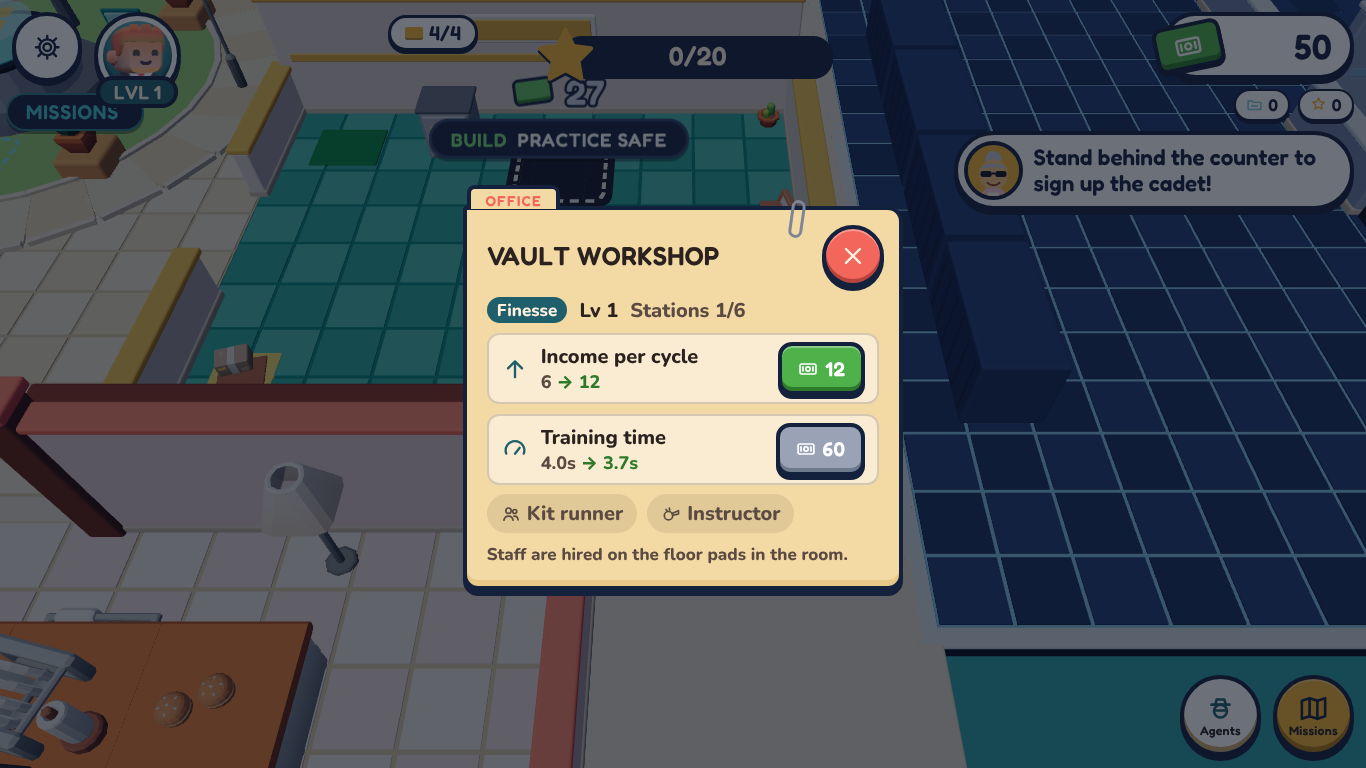 4/4
0/20
50
LVL 1
MISSIONS
27
0
0
BUILD PRACTICE SAFE
Stand behind the counter to
sign up the cadet!
OFFICE
VAULT WORKSHOP
Finesse Lv 1 Stations 1/6
Income per cycle
6 → 12
12
Training time
4.0s → 3.7s
60
Kit runner
Instructor
Staff are hired on the floor pads in the room.
Agents
Missions